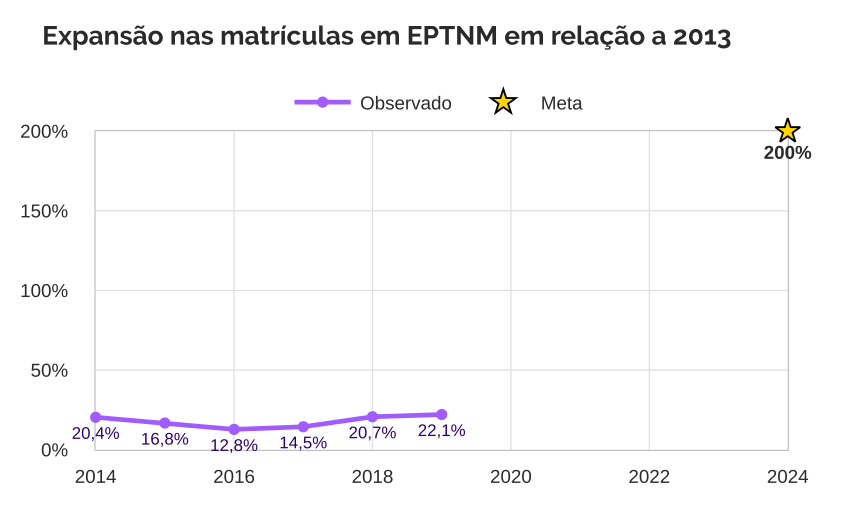 Expansão nas matrículas em EPTNM em relação a 2013
Observado Meta
200%
200%
150%
100%
50%
20,4% 16,8% 12,8% 14,5% 20,7% 22,1%
0%
2014 2016 2018 2020 2022 2024